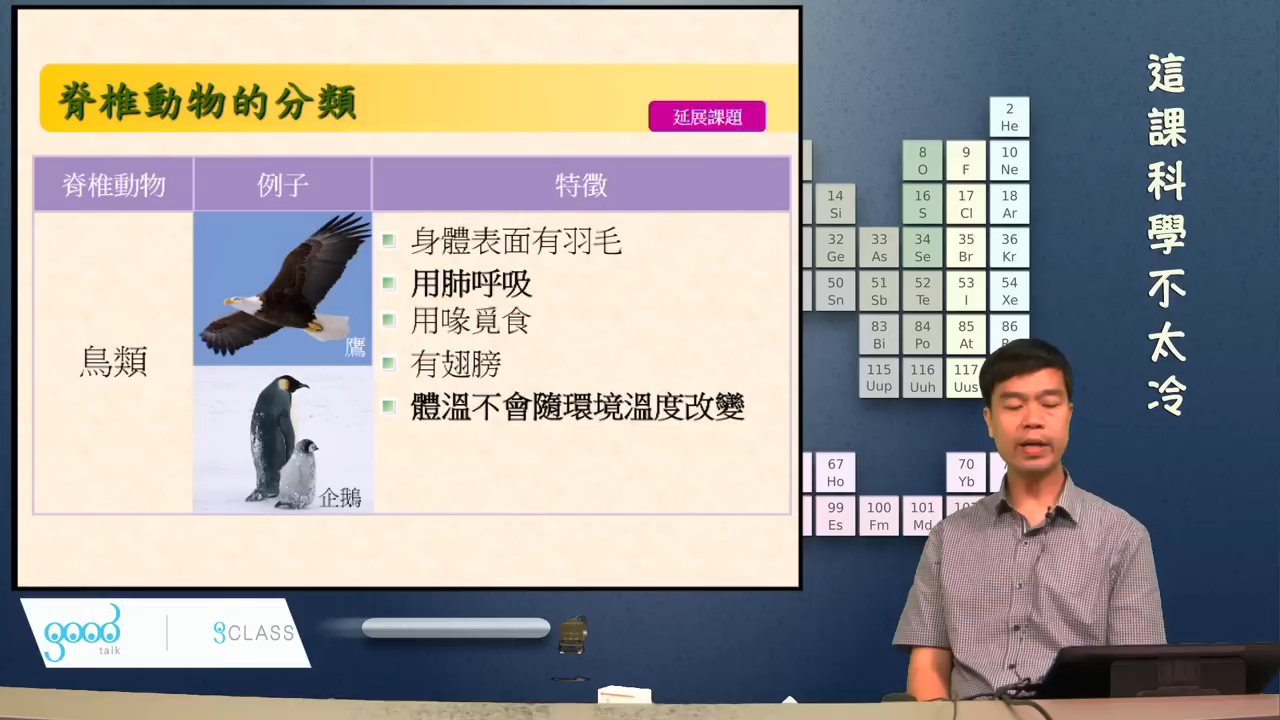 脊椎動物的分類
延展課題
脊椎動物 例子 特徵
鳥類
鷹
企鵝
身體表面有羽毛
用肺呼吸
用喙覓食
有翅膀
體溫不會隨環境溫度改變
這課科學不太冷
2 He
8 O
9 F
10 Ne
14 Si
16 S
17 Cl
18 Ar
32 Ge
33 As
34 Se
35 Br
36 Kr
50 Sn
51 Sb
52 Te
53 I
54 Xe
83 Bi
84 Po
85 At
86
115 Uup
116 Uuh
117 Uus
67 Ho
70 Yb
99 Es
100 Fm
101 Md
good talk
CLASS